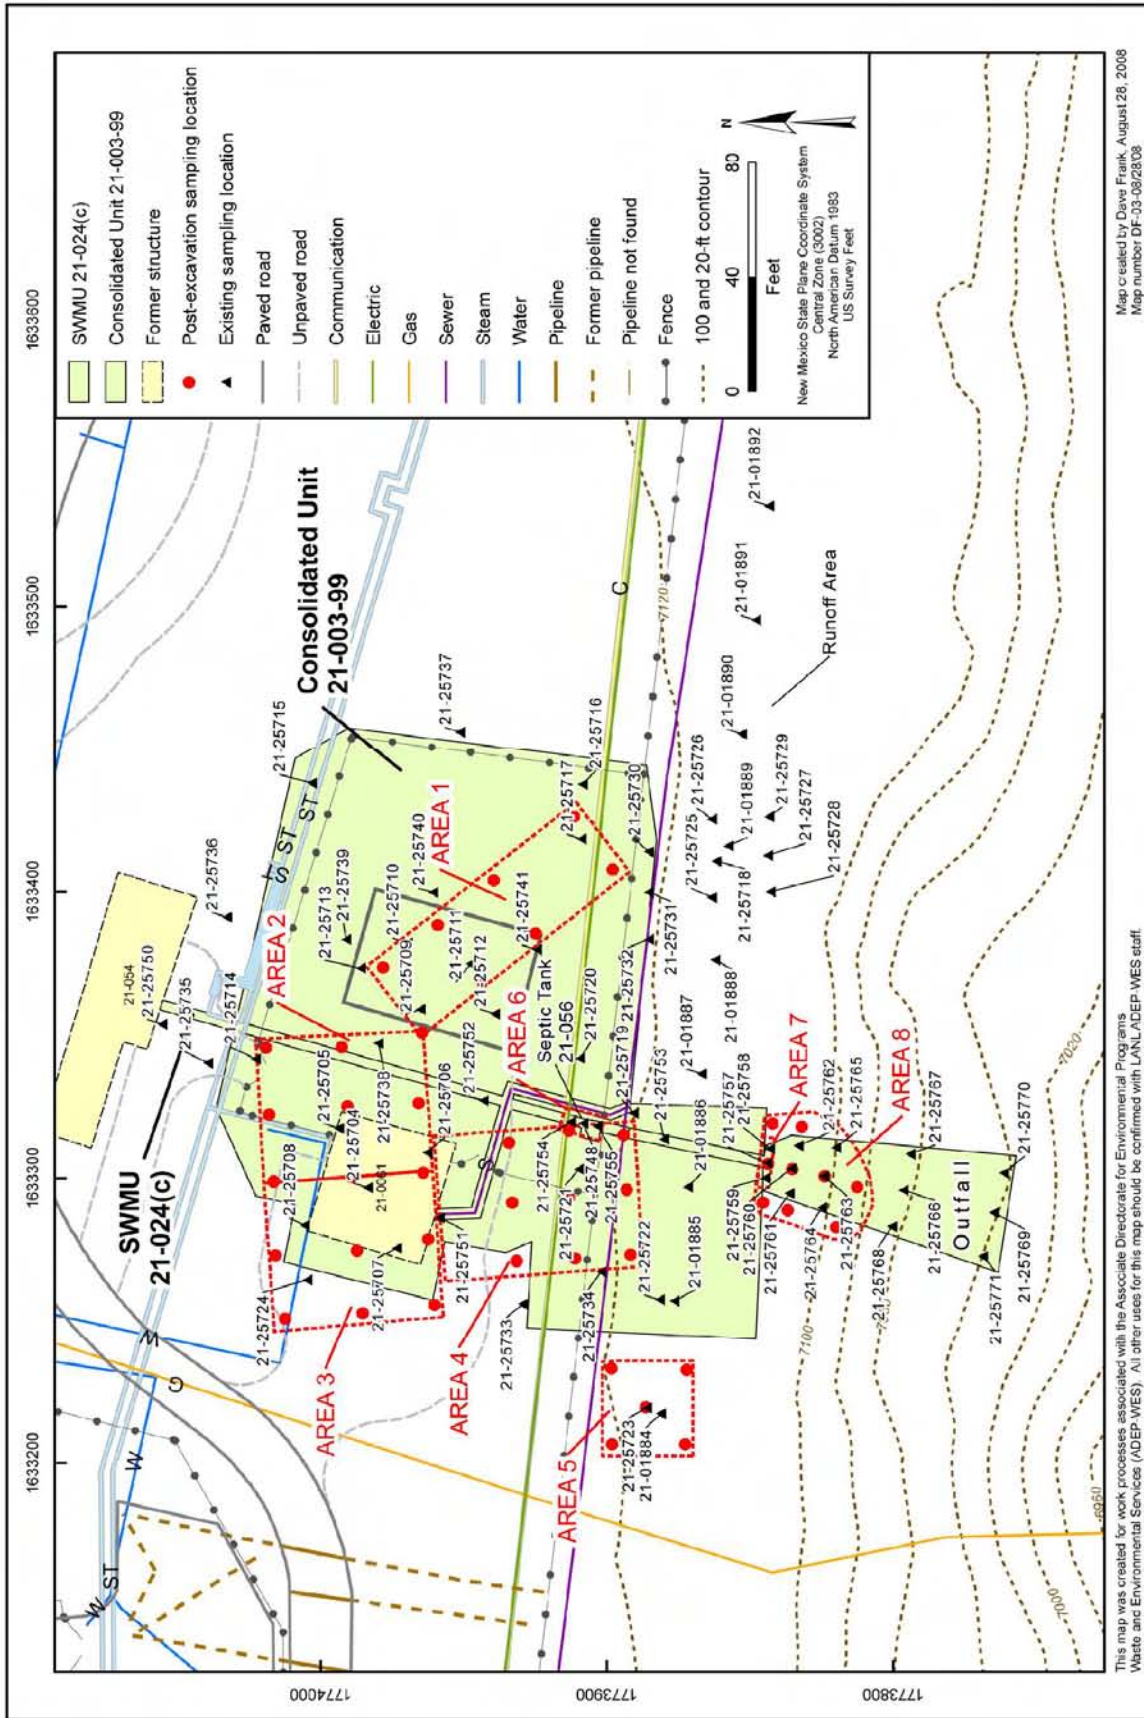 1633200
1633300
1633400
1633500
1633600
1774000
1773900
1773800
SWMU 21-024(c)
Consolidated Unit 21-003-99
Former structure
Post-excavation sampling location
Existing sampling location
Paved road
Unpaved road
Communication
Electric
Gas
Sewer
Steam
Water
Pipeline
Former pipeline
Pipeline not found
Fence
100 and 20-ft contour
0
40
80
Feet
N
New Mexico State Plane Coordinate System
Central Zone (3002)
North American Datum 1983
US Survey Feet
W
ST
W
G
W
SWMU
21-024(c)
21-054
21-25750
21-25735
21-25714
21-25736
AREA 2
ST
ST
ST
21-25715
Consolidated Unit
21-003-99
21-25713
21-25739
21-25710
21-25740
AREA 1
21-25737
21-25709
21-25711
21-25712
21-25741
21-25717
21-25716
21-25705
21-25738
21-25704
21-25708
21-25706
21-25752
21-0061
21-25724
21-25707
21-25751
AREA 3
AREA 4
AREA 5
AREA 6
Septic Tank
21-056
21-25720
21-25719
21-25732
21-25731
21-25730
S
21-25754
21-25748
21-25721
21-25755
21-25722
21-25733
21-25734
21-25723
21-01884
21-01885
21-01886
21-25753
21-01887
21-01888
21-25718
21-25725
21-25726
21-01889
21-25729
21-25727
21-25728
21-01890
21-01891
21-01892
C
7120
Runoff Area
21-25757
21-25758
AREA 7
21-25759
21-25760
21-25761
21-25762
21-25765
AREA 8
21-25764
21-25763
21-25767
21-25768
21-25766
21-25770
Outfall
21-25771
21-25769
7100
7020
7000
6960
This map was created for work processes associated with the Associate Directorate for Environmental Programs
Waste and Environmental Services (ADEP-WES). All other uses for this map should be confirmed with LANL ADEP-WES staff.
Map created by Dave Frank, August 28, 2008
Map number DF-03-08/28/08